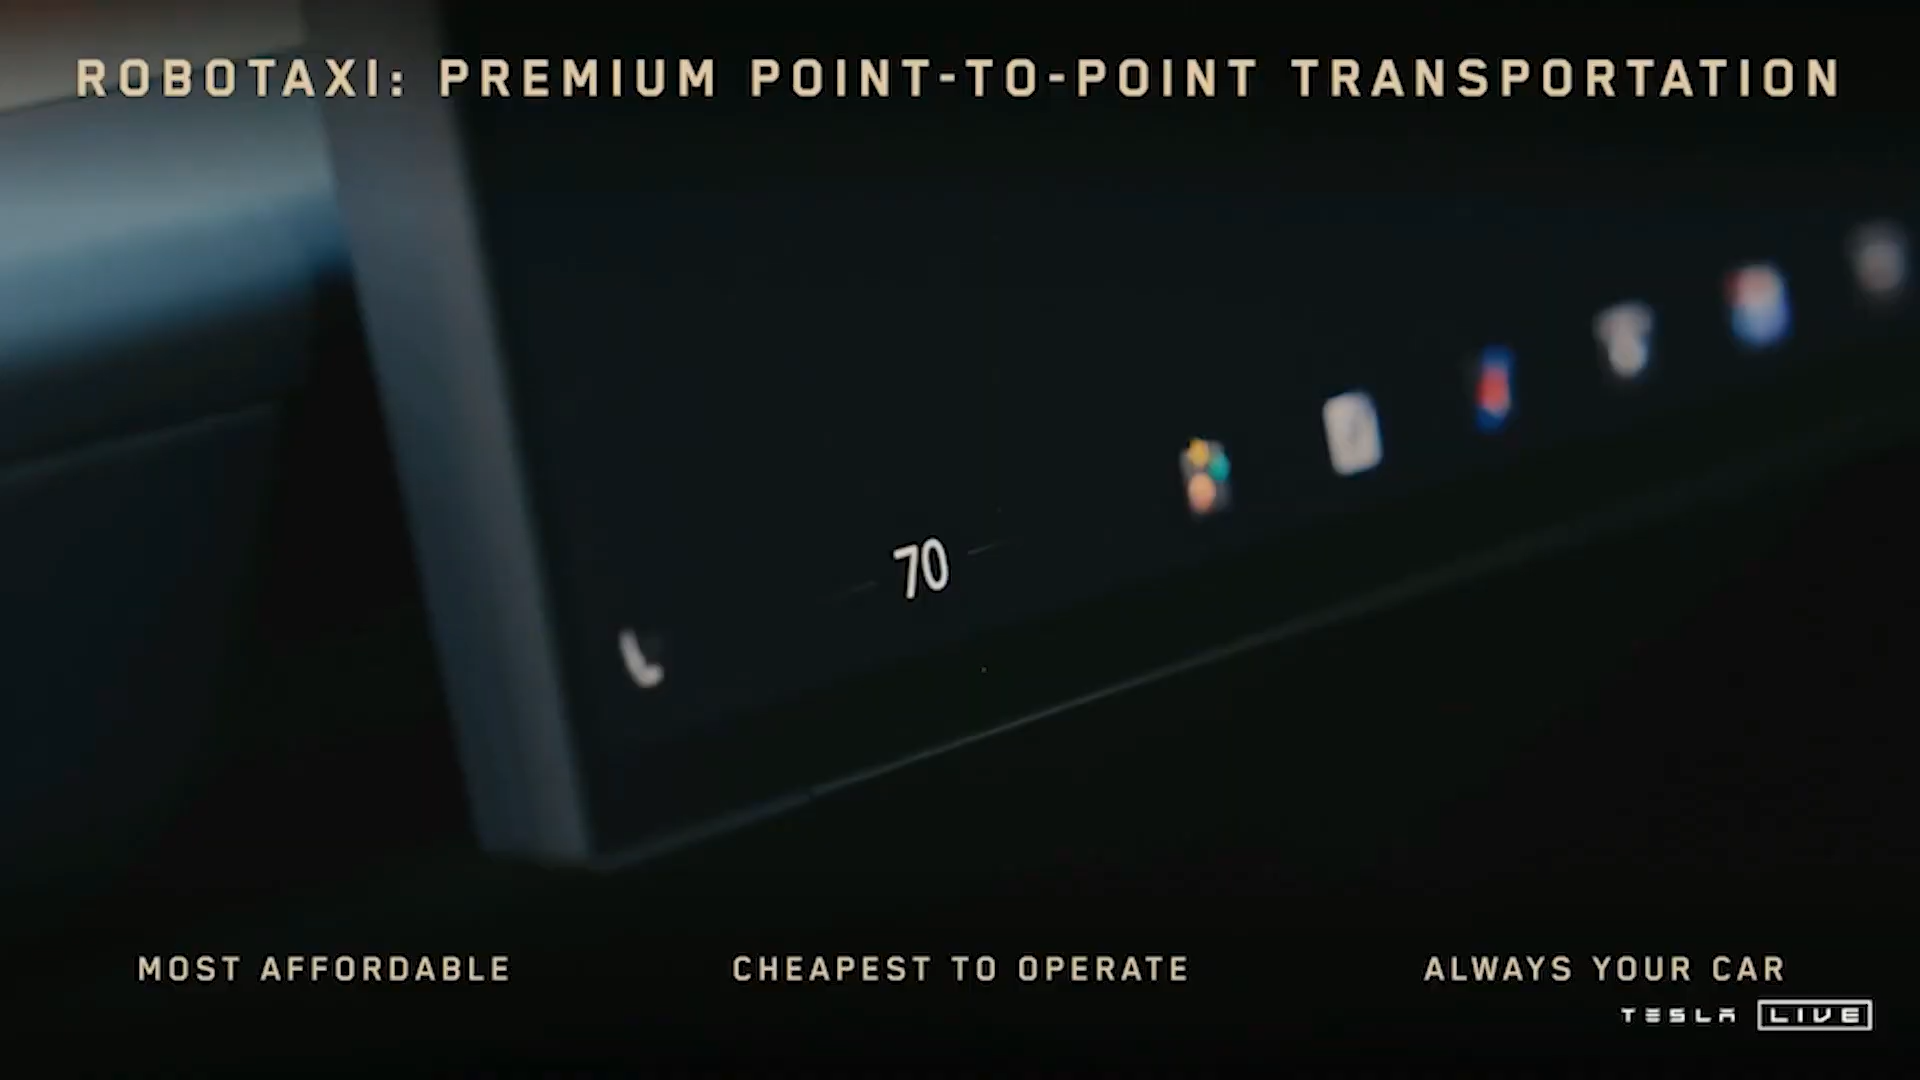 ROBOTAXI: PREMIUM POINT-TO-POINT TRANSPORTATION
70
MOST AFFORDABLE
CHEAPEST TO OPERATE
ALWAYS YOUR CAR
TESLA LIVE